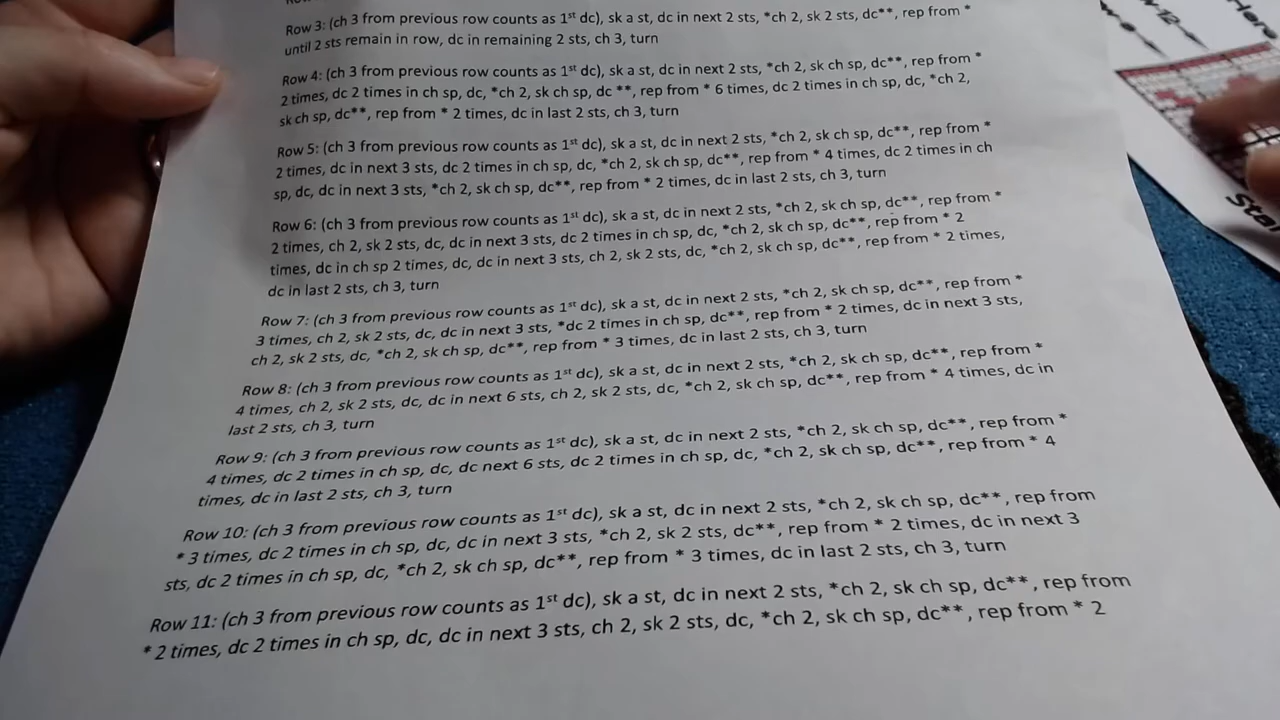 Row 3: (ch 3 from previous row counts as 1st dc), sk a st, dc in next 2 sts, *ch 2, sk 2 sts, dc**, rep from *
until 2 sts remain in row, dc in remaining 2 sts, ch 3, turn
Row 4: (ch 3 from previous row counts as 1st dc), sk a st, dc in next 2 sts, *ch 2, sk ch sp, dc**, rep from *
2 times, dc 2 times in ch sp, dc, *ch 2, sk ch sp, dc **, rep from * 6 times, dc 2 times in ch sp, dc, *ch 2,
sk ch sp, dc**, rep from * 2 times, dc in last 2 sts, ch 3, turn
Row 5: (ch 3 from previous row counts as 1st dc), sk a st, dc in next 2 sts, *ch 2, sk ch sp, dc**, rep from *
2 times, dc in next 3 sts, dc 2 times in ch sp, dc, *ch 2, sk ch sp, dc**, rep from * 4 times, dc 2 times in ch
sp, dc, dc in next 3 sts, *ch 2, sk ch sp, dc**, rep from * 2 times, dc in last 2 sts, ch 3, turn
Row 6: (ch 3 from previous row counts as 1st dc), sk a st, dc in next 2 sts, *ch 2, sk ch sp, dc**, rep from *
2 times, ch 2, sk 2 sts, dc, dc in next 3 sts, dc 2 times in ch sp, dc, *ch 2, sk ch sp, dc**, rep from * 2
times, dc in ch sp 2 times, dc, dc in next 3 sts, ch 2, sk 2 sts, dc, *ch 2, sk ch sp, dc**, rep from * 2 times,
dc in last 2 sts, ch 3, turn
Row 7: (ch 3 from previous row counts as 1st dc), sk a st, dc in next 2 sts, *ch 2, sk ch sp, dc**, rep from *
3 times, ch 2, sk 2 sts, dc, dc in next 3 sts, *dc 2 times in ch sp, dc**, rep from * 2 times, dc in next 3 sts,
ch 2, sk 2 sts, dc, *ch 2, sk ch sp, dc**, rep from * 3 times, dc in last 2 sts, ch 3, turn
Row 8: (ch 3 from previous row counts as 1st dc), sk a st, dc in next 2 sts, *ch 2, sk ch sp, dc**, rep from *
4 times, ch 2, sk 2 sts, dc, dc in next 6 sts, ch 2, sk 2 sts, dc, *ch 2, sk ch sp, dc**, rep from * 4 times, dc in
last 2 sts, ch 3, turn
Row 9: (ch 3 from previous row counts as 1st dc), sk a st, dc in next 2 sts, *ch 2, sk ch sp, dc**, rep from *
4 times, dc 2 times in ch sp, dc, dc next 6 sts, dc 2 times in ch sp, dc, *ch 2, sk ch sp, dc**, rep from * 4
times, dc in last 2 sts, ch 3, turn
Row 10: (ch 3 from previous row counts as 1st dc), sk a st, dc in next 2 sts, *ch 2, sk ch sp, dc**, rep from
* 3 times, dc 2 times in ch sp, dc, dc in next 3 sts, *ch 2, sk 2 sts, dc**, rep from * 2 times, dc in next 3
sts, dc 2 times in ch sp, dc, *ch 2, sk ch sp, dc**, rep from * 3 times, dc in last 2 sts, ch 3, turn
Row 11: (ch 3 from previous row counts as 1st dc), sk a st, dc in next 2 sts, *ch 2, sk ch sp, dc**, rep from
* 2 times, dc 2 times in ch sp, dc, dc in next 3 sts, ch 2, sk 2 sts, dc, *ch 2, sk ch sp, dc**, rep from * 2